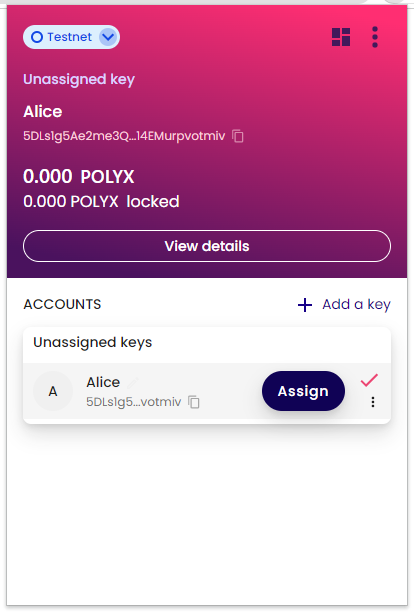 Testnet
Unassigned key
Alice
5DLs1g5Ae2me3Q...14EMurpvotmiv
0.000 POLYX
0.000 POLYX locked
View details
ACCOUNTS
Add a key
Unassigned keys
A
Alice
5DLs1g5...votmiv
Assign